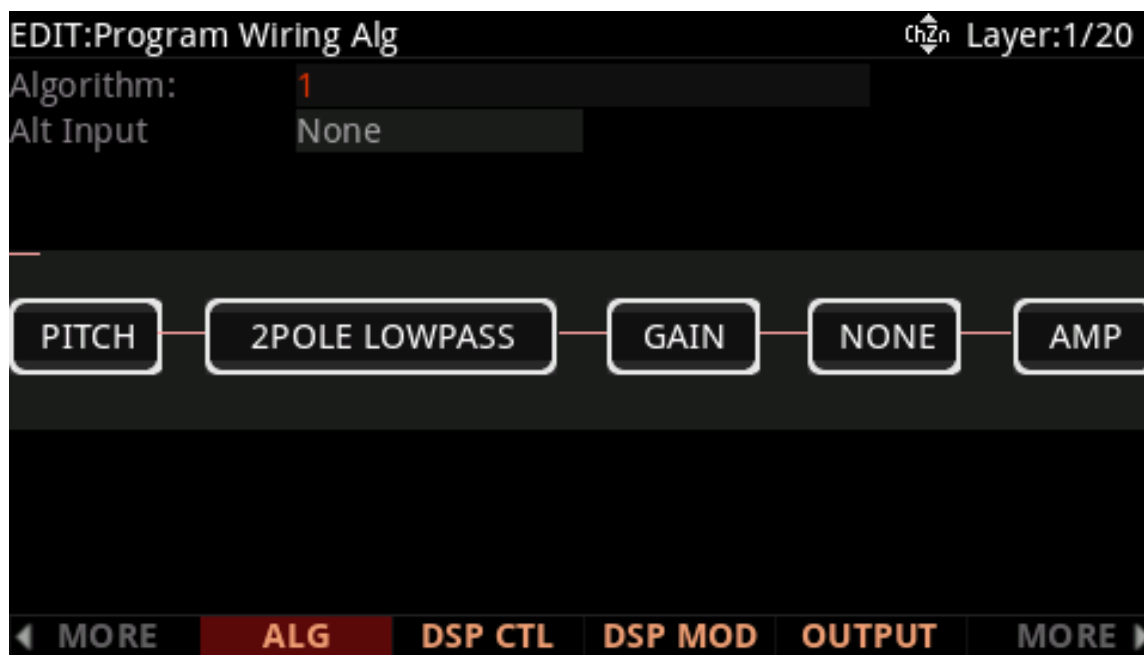 EDIT:Program Wiring Alg ChZn Layer:1/20
Algorithm: 1
Alt Input None
PITCH 2POLE LOWPASS GAIN NONE AMP
MORE ALG DSP CTL DSP MOD OUTPUT MORE